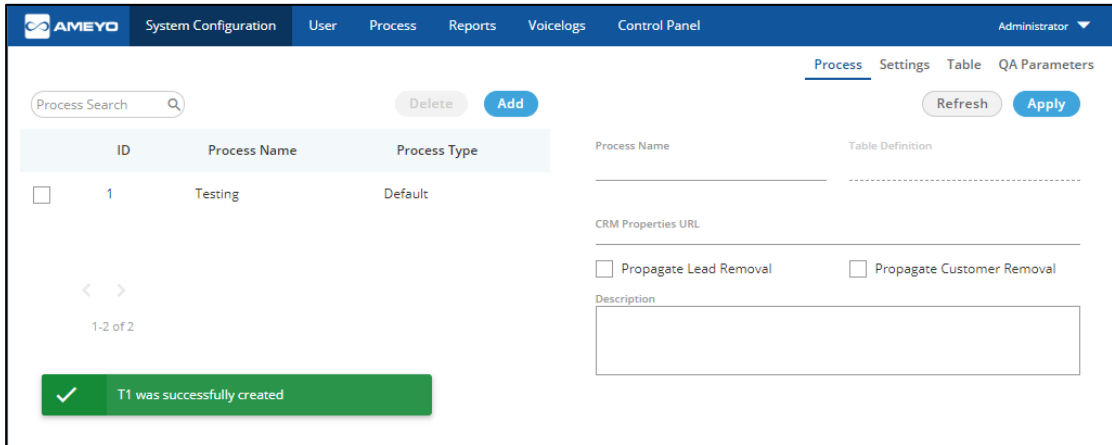 AMEYO System Configuration User Process Reports Voicelogs Control Panel Administrator
Process Settings Table QA Parameters
Process Search Delete Add Refresh Apply
ID Process Name Process Type
Process Name Table Definition
1 Testing Default
CRM Properties URL
Propagate Lead Removal Propagate Customer Removal
Description
1-2 of 2
T1 was successfully created